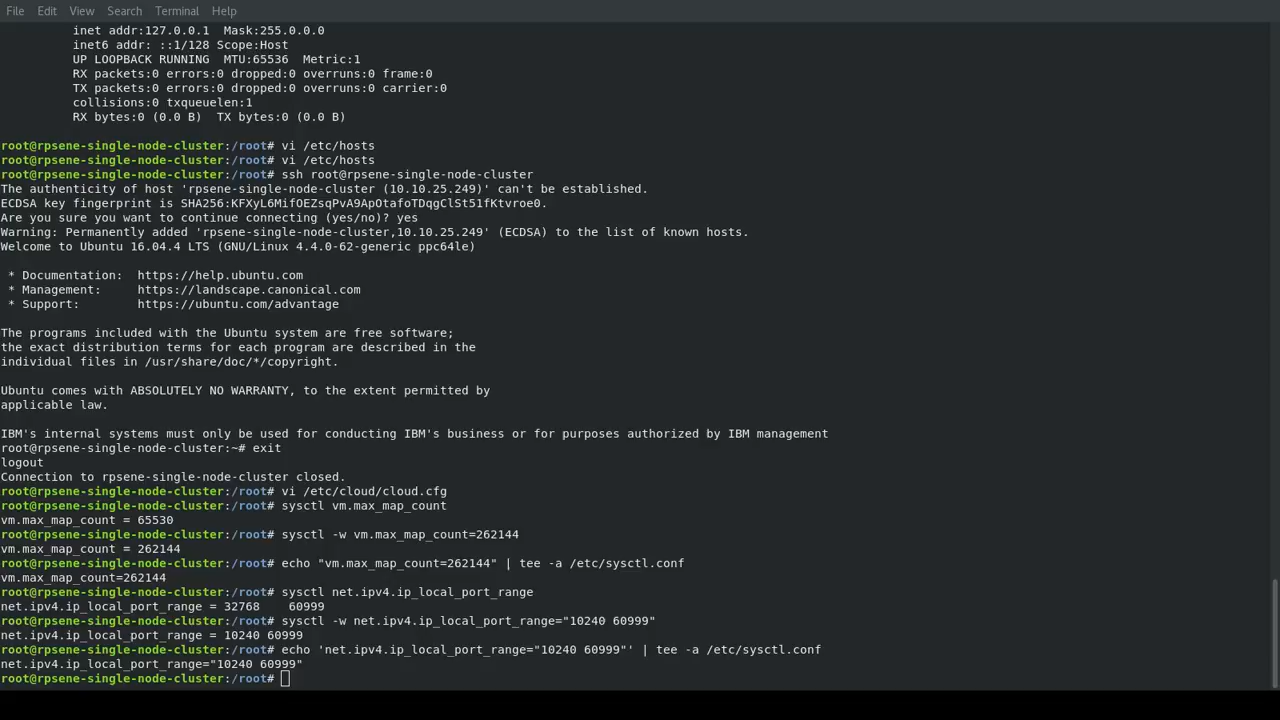 File Edit View Search Terminal Help
inet addr:127.0.0.1  Mask:255.0.0.0
inet6 addr: ::1/128 Scope:Host
UP LOOPBACK RUNNING  MTU:65536  Metric:1
RX packets:0 errors:0 dropped:0 overruns:0 frame:0
TX packets:0 errors:0 dropped:0 overruns:0 carrier:0
collisions:0 txqueuelen:1
RX bytes:0 (0.0 B)  TX bytes:0 (0.0 B)
root@rpsene-single-node-cluster:/root# vi /etc/hosts
root@rpsene-single-node-cluster:/root# vi /etc/hosts
root@rpsene-single-node-cluster:/root# ssh root@rpsene-single-node-cluster
The authenticity of host 'rpsene-single-node-cluster (10.10.25.249)' can't be established.
ECDSA key fingerprint is SHA256:KFXyL6MifOEZsqPvA9ApOtafoTDqgClSt51fKtvroe0.
Are you sure you want to continue connecting (yes/no)? yes
Warning: Permanently added 'rpsene-single-node-cluster,10.10.25.249' (ECDSA) to the list of known hosts.
Welcome to Ubuntu 16.04.4 LTS (GNU/Linux 4.4.0-62-generic ppc64le)
* Documentation:  https://help.ubuntu.com
* Management:     https://landscape.canonical.com
* Support:        https://ubuntu.com/advantage
The programs included with the Ubuntu system are free software;
the exact distribution terms for each program are described in the
individual files in /usr/share/doc/*/copyright.
Ubuntu comes with ABSOLUTELY NO WARRANTY, to the extent permitted by
applicable law.
IBM's internal systems must only be used for conducting IBM's business or for purposes authorized by IBM management
root@rpsene-single-node-cluster:~# exit
logout
Connection to rpsene-single-node-cluster closed.
root@rpsene-single-node-cluster:/root# vi /etc/cloud/cloud.cfg
root@rpsene-single-node-cluster:/root# sysctl vm.max_map_count
vm.max_map_count = 65530
root@rpsene-single-node-cluster:/root# sysctl -w vm.max_map_count=262144
vm.max_map_count = 262144
root@rpsene-single-node-cluster:/root# echo "vm.max_map_count=262144" | tee -a /etc/sysctl.conf
vm.max_map_count=262144
root@rpsene-single-node-cluster:/root# sysctl net.ipv4.ip_local_port_range
net.ipv4.ip_local_port_range = 32768    60999
root@rpsene-single-node-cluster:/root# sysctl -w net.ipv4.ip_local_port_range="10240 60999"
net.ipv4.ip_local_port_range = 10240 60999
root@rpsene-single-node-cluster:/root# echo 'net.ipv4.ip_local_port_range="10240 60999"' | tee -a /etc/sysctl.conf
net.ipv4.ip_local_port_range="10240 60999"
root@rpsene-single-node-cluster:/root#